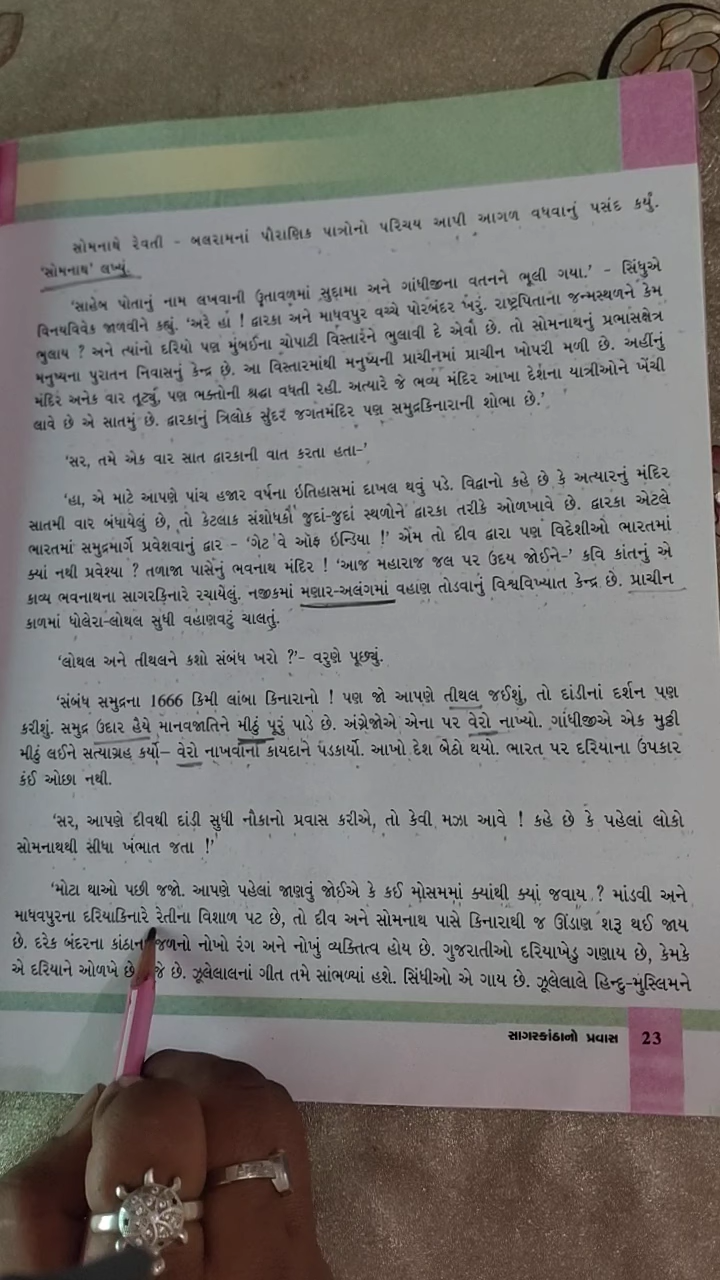 સોમનાથે રેવતી – બલરામનાં પૌરાણિક પાત્રોનો પરિચય આપી આગળ વધવાનું પસંદ કર્યું.
'સોમનાથ' લખ્યું.
'સાહેબ પોતાનું નામ લખવાની ઉતાવળમાં સુદામા અને ગાંધીજીના વતનને ભૂલી ગયા.' – સિંધુએ
વિનયવિવેક જાળવીને કહ્યું. 'અરે હા ! દ્વારકા અને માધવપુર વચ્ચે પોરબંદર ખરું. રાષ્ટ્રપિતાના જન્મસ્થળને કેમ
ભુલાય ? અને ત્યાંનો દરિયો પણ મુંબઈના ચોપાટી વિસ્તારને ભુલાવી દે એવો છે. તો સોમનાથનું પ્રભાસક્ષેત્ર
મનુષ્યના પુરાતન નિવાસનું કેન્દ્ર છે. આ વિસ્તારમાંથી મનુષ્યની પ્રાચીનમાં પ્રાચીન ખોપરી મળી છે. અહીંનું
મંદિર અનેક વાર તૂટ્યું, પણ ભક્તોની શ્રદ્ધા વધતી રહી. અત્યારે જે ભવ્ય મંદિર આખા દેશના યાત્રીઓને ખેંચી
લાવે છે એ સાતમું છે. દ્વારકાનું ત્રિલોક સુંદર જગતમંદિર પણ સમુદ્રકિનારાની શોભા છે.'
'સર, તમે એક વાર સાત દ્વારકાની વાત કરતા હતા–'
'હા, એ માટે આપણે પાંચ હજાર વર્ષના ઇતિહાસમાં દાખલ થવું પડે. વિદ્વાનો કહે છે કે અત્યારનું મંદિર
સાતમી વાર બંધાયેલું છે, તો કેટલાક સંશોધકો જુદાં-જુદાં સ્થળોને દ્વારકા તરીકે ઓળખાવે છે. દ્વારકા એટલે
ભારતમાં સમુદ્રમાર્ગે પ્રવેશવાનું દ્વાર – 'ગેટ વે ઓફ ઇન્ડિયા !' એમ તો દીવ દ્વારા પણ વિદેશીઓ ભારતમાં
ક્યાં નથી પ્રવેશ્યા ? તળાજા પાસેનું ભવનાથ મંદિર ! 'આજ મહારાજ જલ પર ઉદય જોઈને–' કવિ કાંતનું એ
કાવ્ય ભવનાથના સાગરકિનારે રચાયેલું. નજીકમાં મણાર-અલંગમાં વહાણ તોડવાનું વિશ્વવિખ્યાત કેન્દ્ર છે. પ્રાચીન
કાળમાં ધોલેરા-લોથલ સુધી વહાણવટું ચાલતું.
'લોથલ અને તીથલને કશો સંબંધ ખરો ?'– વરુણે પૂછ્યું.
'સંબંધ સમુદ્રના 1666 કિમી લાંબા કિનારાનો ! પણ જો આપણે તીથલ જઈશું, તો દાંડીનાં દર્શન પણ
કરીશું. સમુદ્ર ઉદાર હૈયે માનવજાતિને મીઠું પૂરું પાડે છે. અંગ્રેજોએ એના પર વેરો નાખ્યો. ગાંધીજીએ એક મુઠ્ઠી
મીઠું લઈને સત્યાગ્રહ કર્યો– વેરો નાખવાના કાયદાને પડકાર્યો. આખો દેશ બેઠો થયો. ભારત પર દરિયાના ઉપકાર
કંઈ ઓછા નથી.
'સર, આપણે દીવથી દાંડી સુધી નૌકાનો પ્રવાસ કરીએ, તો કેવી મઝા આવે ! કહે છે કે પહેલાં લોકો
સોમનાથથી સીધા ખંભાત જતા !'
'મોટા થાઓ પછી જજો. આપણે પહેલાં જાણવું જોઈએ કે કઈ મોસમમાં ક્યાંથી ક્યાં જવાય ? માંડવી અને
માધવપુરના દરિયાકિનારે રેતીના વિશાળ પટ છે, તો દીવ અને સોમનાથ પાસે કિનારાથી જ ઊંડાણ શરૂ થઈ જાય
છે. દરેક બંદરના કાંઠાના જળનો નોખો રંગ અને નોખું વ્યક્તિત્વ હોય છે. ગુજરાતીઓ દરિયાખેડુ ગણાય છે, કેમકે
એ દરિયાને ઓળખે છે જે છે. ઝૂલેલાલનાં ગીત તમે સાંભળ્યાં હશે. સિંધીઓ એ ગાય છે. ઝૂલેલાલે હિન્દુ-મુસ્લિમને
સાગરકાંઠાનો પ્રવાસ 23